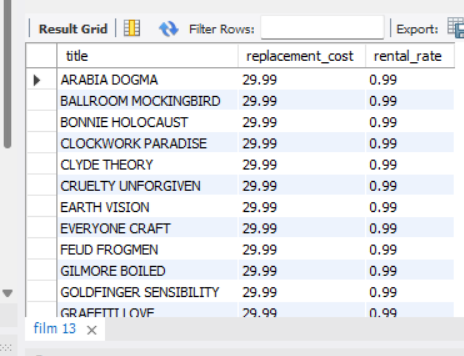 Result Grid Filter Rows: Export:
title replacement_cost rental_rate
ARABIA DOGMA 29.99 0.99
BALLROOM MOCKINGBIRD 29.99 0.99
BONNIE HOLOCAUST 29.99 0.99
CLOCKWORK PARADISE 29.99 0.99
CLYDE THEORY 29.99 0.99
CRUELTY UNFORGIVEN 29.99 0.99
EARTH VISION 29.99 0.99
EVERYONE CRAFT 29.99 0.99
FEUD FROGMEN 29.99 0.99
GILMORE BOILED 29.99 0.99
GOLDFINGER SENSIBILITY 29.99 0.99
GRAFFITI LOVE 29.99 0.99
film 13